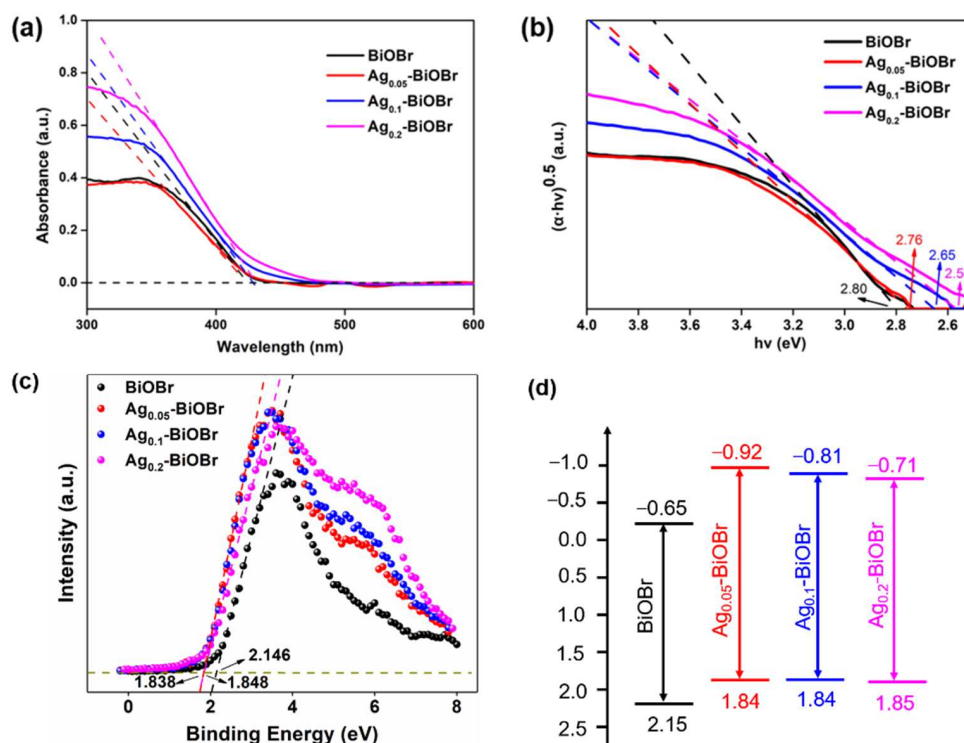 (a)
1.0
0.8
0.6
0.4
0.2
0.0
Absorbance (a.u.)
300
400
500
600
Wavelength (nm)
BiOBr
Ag0.05-BiOBr
Ag0.1-BiOBr
Ag0.2-BiOBr
(b)
(α·hν)0.5 (a.u.)
BiOBr
Ag0.05-BiOBr
Ag0.1-BiOBr
Ag0.2-BiOBr
2.76
2.65
2.5
2.80
4.0
3.8
3.6
3.4
3.2
3.0
2.8
2.6
hν (eV)
(c)
BiOBr
Ag0.05-BiOBr
Ag0.1-BiOBr
Ag0.2-BiOBr
Intensity (a.u.)
2.146
1.838
1.848
0
2
4
6
8
Binding Energy (eV)
(d)
−1.0
−0.5
0.0
0.5
1.0
1.5
2.0
2.5
−0.65
BiOBr
2.15
−0.92
Ag0.05-BiOBr
1.84
−0.81
Ag0.1-BiOBr
1.84
−0.71
Ag0.2-BiOBr
1.85